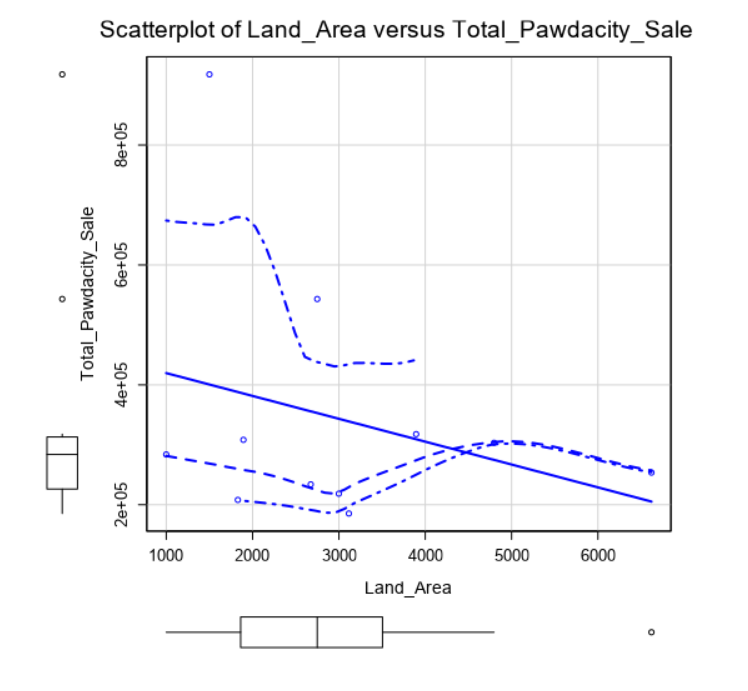 Scatterplot of Land_Area versus Total_Pawdacity_Sale
Total_Pawdacity_Sale
8e+05
6e+05
4e+05
2e+05
1000 2000 3000 4000 5000 6000
Land_Area